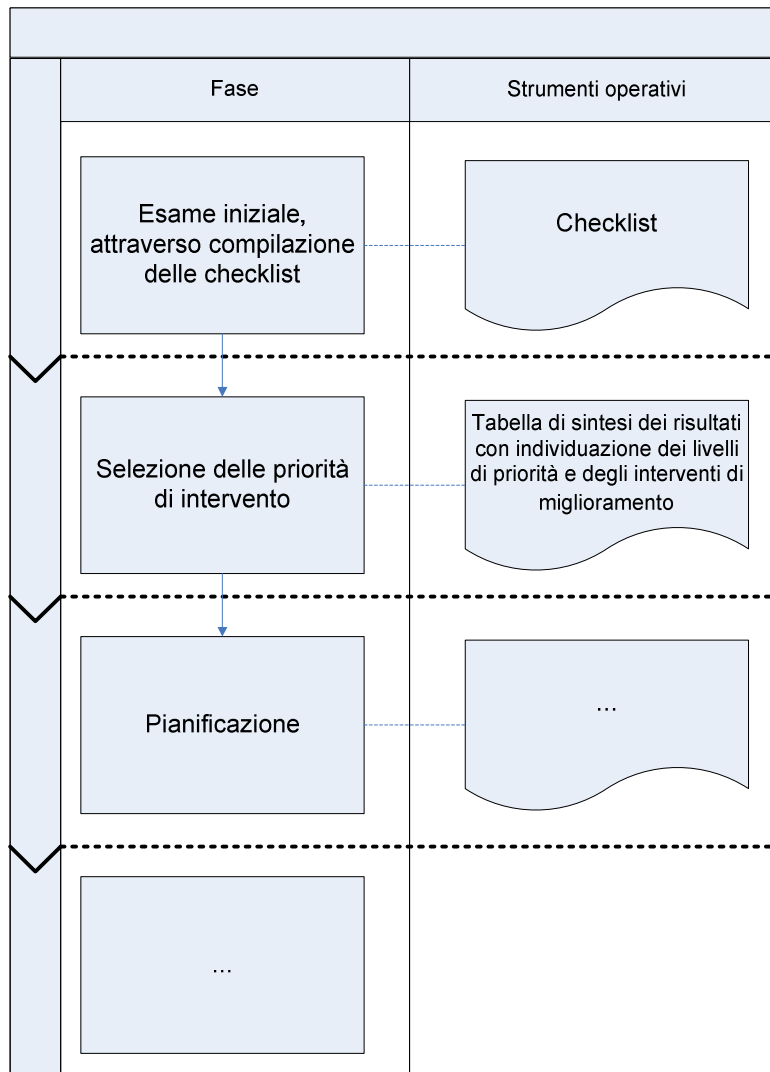 Fase
Strumenti operativi
Esame iniziale,
attraverso compilazione
delle checklist
Checklist
Selezione delle priorità
di intervento
Tabella di sintesi dei risultati
con individuazione dei livelli
di priorità e degli interventi di
miglioramento
Pianificazione
...
...